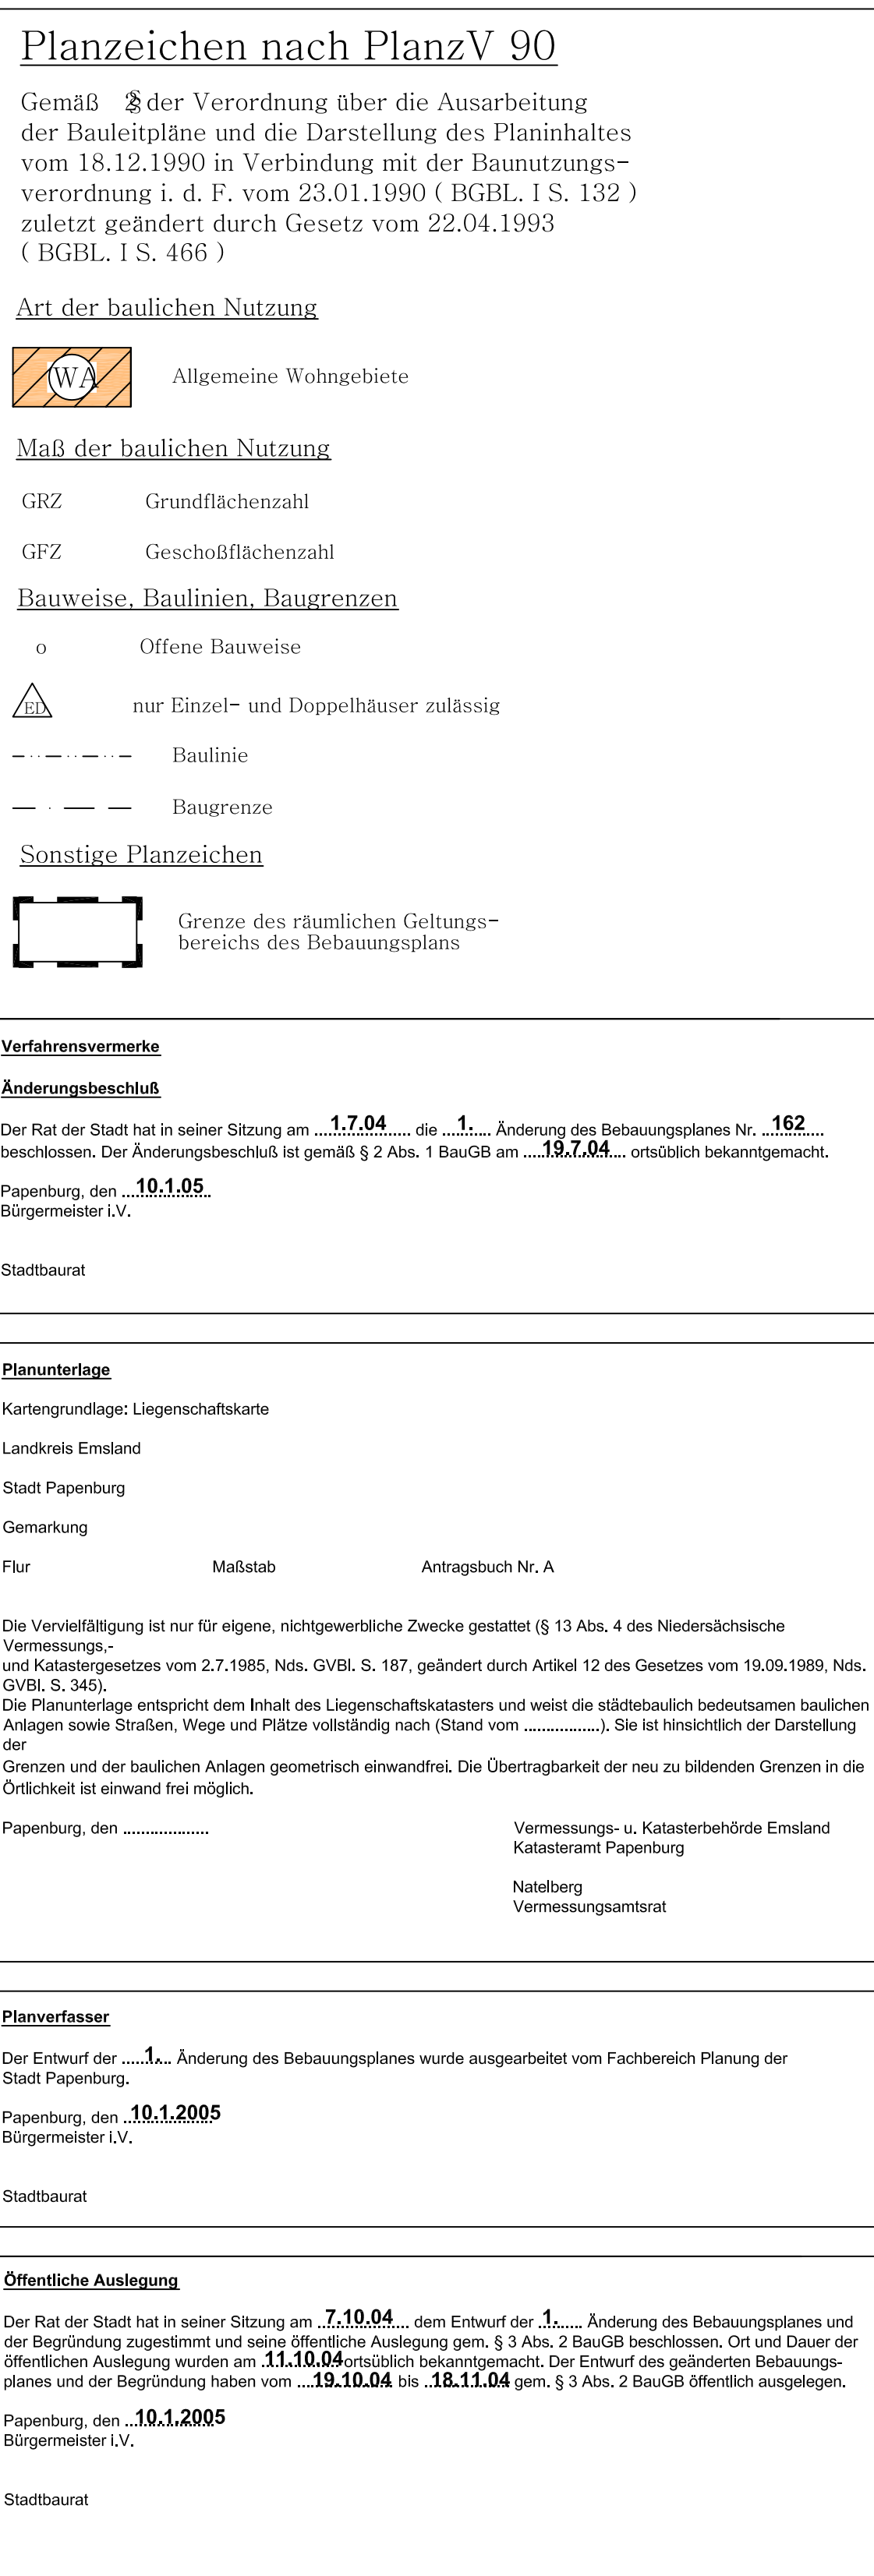 Planzeichen nach PlanzV 90
Gemäß § 2 der Verordnung über die Ausarbeitung
der Bauleitpläne und die Darstellung des Planinhaltes
vom 18.12.1990 in Verbindung mit der Baunutzungs-
verordnung i. d. F. vom 23.01.1990 ( BGBL. I S. 132 )
zuletzt geändert durch Gesetz vom 22.04.1993
( BGBL. I S. 466 )
Art der baulichen Nutzung
WA Allgemeine Wohngebiete
Maß der baulichen Nutzung
GRZ Grundflächenzahl
GFZ Geschoßflächenzahl
Bauweise, Baulinien, Baugrenzen
o Offene Bauweise
ED nur Einzel- und Doppelhäuser zulässig
Baulinie
Baugrenze
Sonstige Planzeichen
Grenze des räumlichen Geltungs-
bereichs des Bebauungsplans
Verfahrensvermerke
Änderungsbeschluß
Der Rat der Stadt hat in seiner Sitzung am 1.7.04 die 1. Änderung des Bebauungsplanes Nr. 162
beschlossen. Der Änderungsbeschluß ist gemäß § 2 Abs. 1 BauGB am 19.7.04 ortsüblich bekanntgemacht.
Papenburg, den 10.1.05
Bürgermeister i.V.
Stadtbaurat
Planunterlage
Kartengrundlage: Liegenschaftskarte
Landkreis Emsland
Stadt Papenburg
Gemarkung
Flur Maßstab Antragsbuch Nr. A
Die Vervielfältigung ist nur für eigene, nichtgewerbliche Zwecke gestattet (§ 13 Abs. 4 des Niedersächsische
Vermessungs,-
und Katastergesetzes vom 2.7.1985, Nds. GVBl. S. 187, geändert durch Artikel 12 des Gesetzes vom 19.09.1989, Nds.
GVBl. S. 345).
Die Planunterlage entspricht dem Inhalt des Liegenschaftskatasters und weist die städtebaulich bedeutsamen baulichen
Anlagen sowie Straßen, Wege und Plätze vollständig nach (Stand vom .................). Sie ist hinsichtlich der Darstellung
der
Grenzen und der baulichen Anlagen geometrisch einwandfrei. Die Übertragbarkeit der neu zu bildenden Grenzen in die
Örtlichkeit ist einwand frei möglich.
Papenburg, den ................... Vermessungs- u. Katasterbehörde Emsland
Katasteramt Papenburg
Natelberg
Vermessungsamtsrat
Planverfasser
Der Entwurf der 1. Änderung des Bebauungsplanes wurde ausgearbeitet vom Fachbereich Planung der
Stadt Papenburg.
Papenburg, den 10.1.2005
Bürgermeister i.V.
Stadtbaurat
Öffentliche Auslegung
Der Rat der Stadt hat in seiner Sitzung am 7.10.04 dem Entwurf der 1. Änderung des Bebauungsplanes und
der Begründung zugestimmt und seine öffentliche Auslegung gem. § 3 Abs. 2 BauGB beschlossen. Ort und Dauer der
öffentlichen Auslegung wurden am 11.10.04 ortsüblich bekanntgemacht. Der Entwurf des geänderten Bebauungs-
planes und der Begründung haben vom 19.10.04 bis 18.11.04 gem. § 3 Abs. 2 BauGB öffentlich ausgelegen.
Papenburg, den 10.1.2005
Bürgermeister i.V.
Stadtbaurat